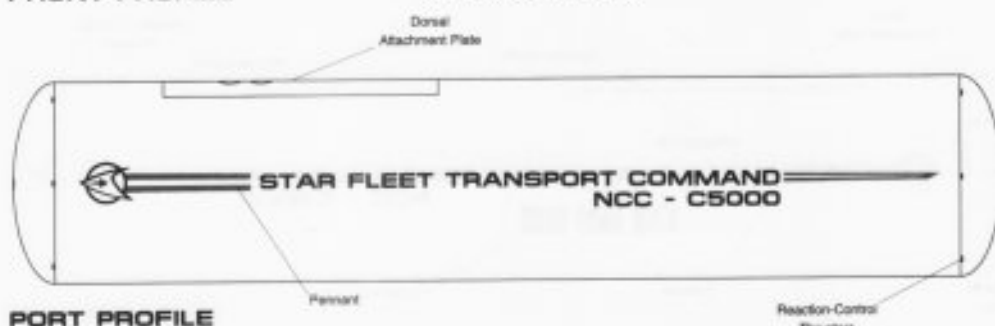 Dorsal
Attachment Plate
STAR FLEET TRANSPORT COMMAND
NCC - C5000
Pennant
PORT PROFILE
Reaction-Control